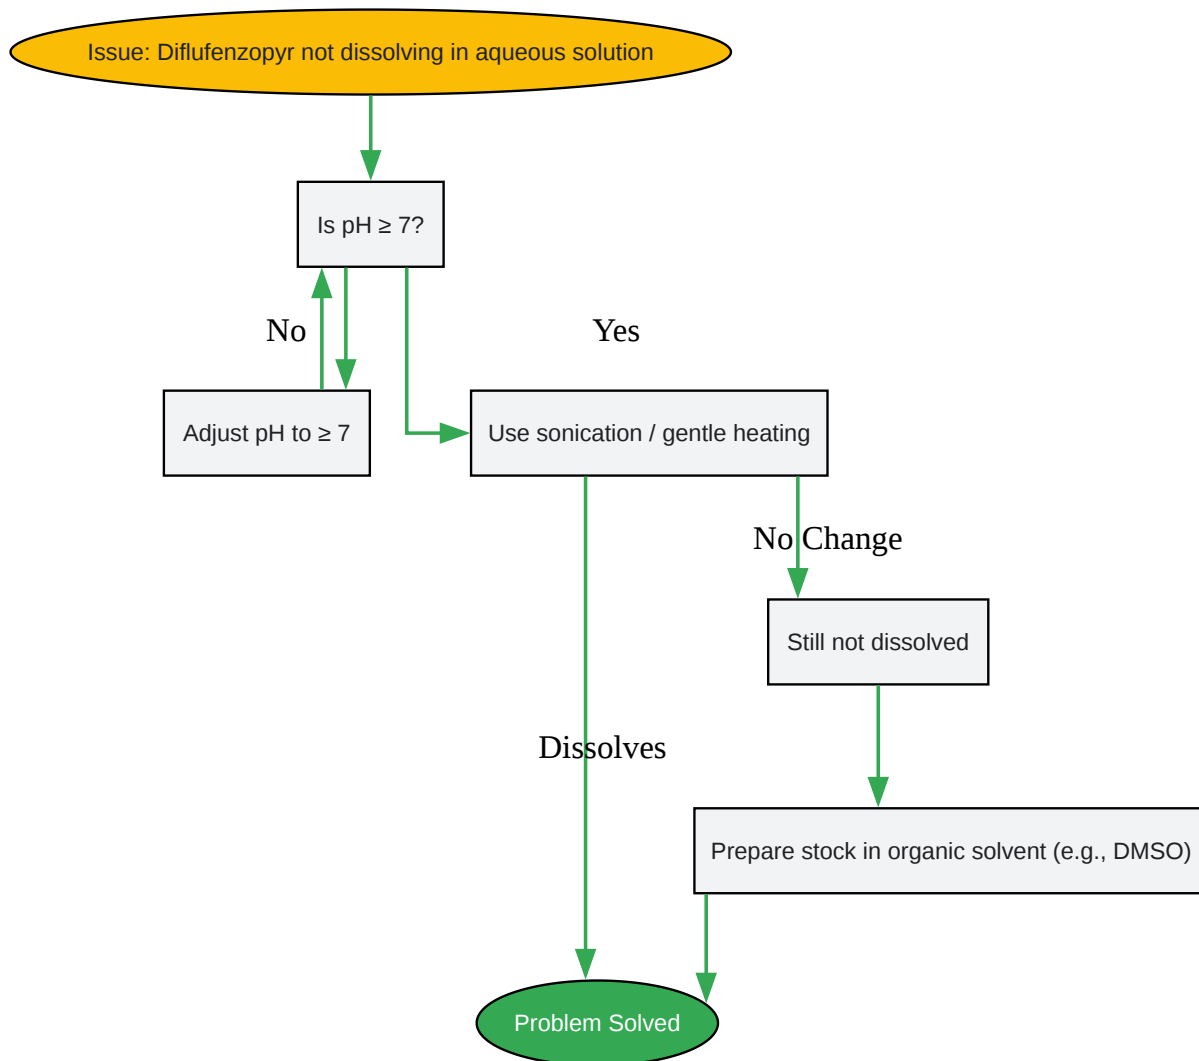 Issue: Diflufenzopyr not dissolving in aqueous solution
Is pH ≥ 7?
No
Yes
Adjust pH to ≥ 7
Use sonication / gentle heating
No Change
Still not dissolved
Dissolves
Prepare stock in organic solvent (e.g., DMSO)
Problem Solved